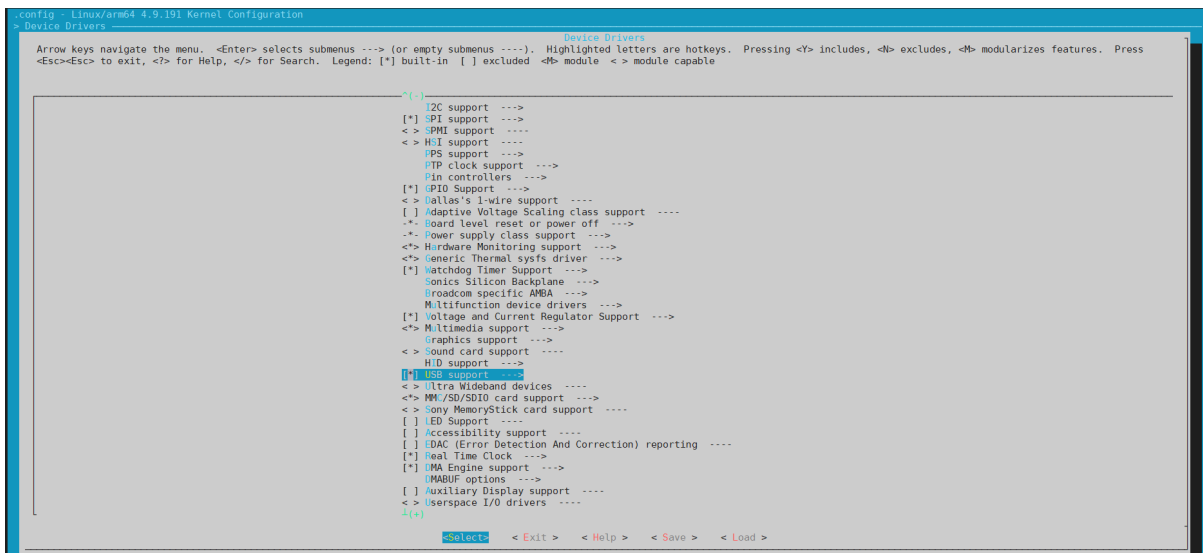 .config - Linux/arm64 4.9.191 Kernel Configuration
> Device Drivers
Device Drivers
Arrow keys navigate the menu.  <Enter> selects submenus ---> (or empty submenus ----).  Highlighted letters are hotkeys.  Pressing <Y> includes, <N> excludes, <M> modularizes features.  Press
<Esc><Esc> to exit, <?> for Help, </> for Search.  Legend: [*] built-in  [ ] excluded  <M> module  < > module capable
^(-)
I2C support  --->
[*] SPI support  --->
< > SPMI support  ----
< > HSI support  ----
PPS support  --->
PTP clock support  --->
Pin controllers  --->
[*] GPIO Support  --->
< > Dallas's 1-wire support  ----
[ ] Adaptive Voltage Scaling class support  ----
-*- Board level reset or power off  --->
-*- Power supply class support  --->
<*> Hardware Monitoring support  --->
<*> Generic Thermal sysfs driver  --->
[*] Watchdog Timer Support  --->
Sonics Silicon Backplane  --->
Broadcom specific AMBA  --->
Multifunction device drivers  --->
[*] Voltage and Current Regulator Support  --->
<*> Multimedia support  --->
Graphics support  --->
< > Sound card support  ----
HID support  --->
[*] USB support  --->
< > Ultra Wideband devices  ----
<*> MMC/SD/SDIO card support  --->
< > Sony MemoryStick card support  ----
[ ] LED Support  ----
[ ] Accessibility support  ----
[ ] EDAC (Error Detection And Correction) reporting  ----
[*] Real Time Clock  --->
[*] DMA Engine support  --->
DMABUF options  --->
[ ] Auxiliary Display support  ----
< > Userspace I/O drivers  ----
┴(+)
<Select>    < Exit >    < Help >    < Save >    < Load >